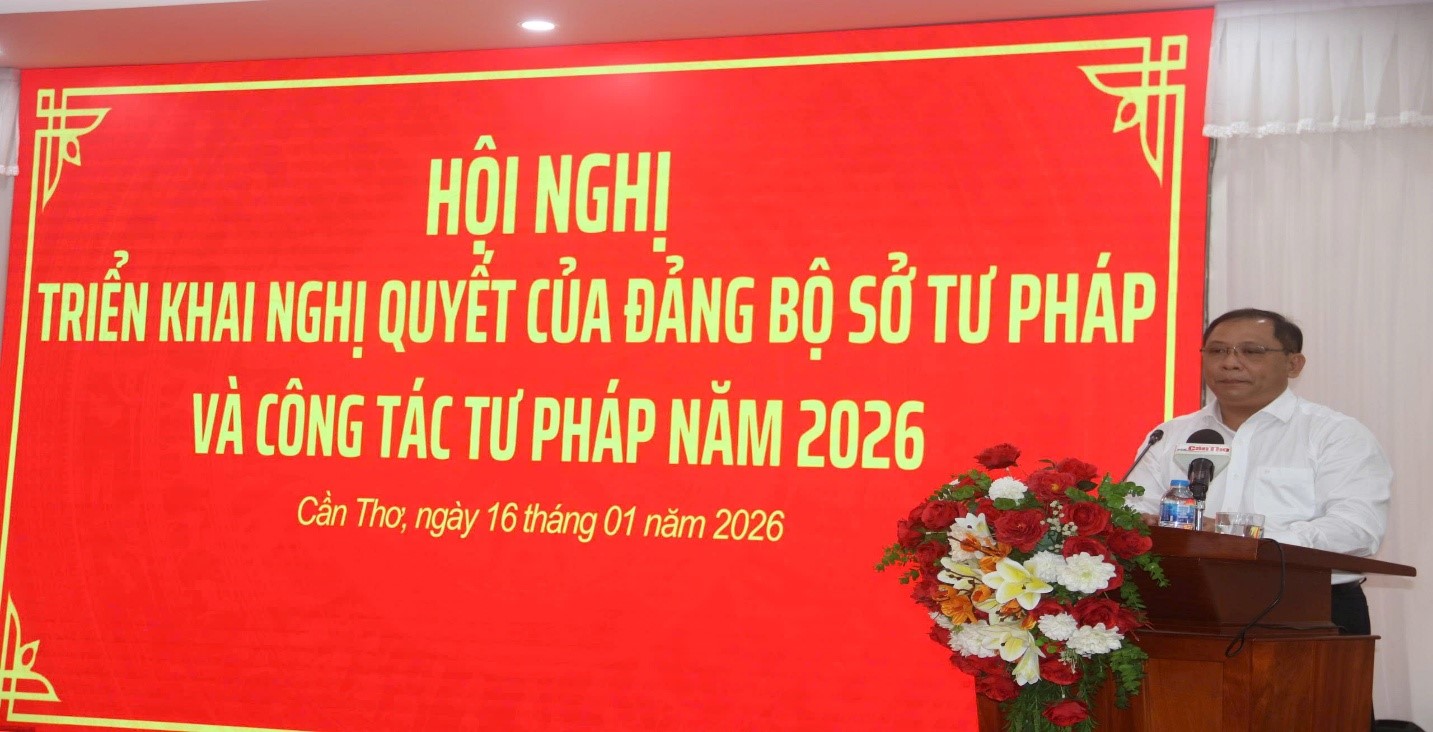 HỘI NGHỊ
TRIỂN KHAI NGHỊ QUYẾT CỦA ĐẢNG BỘ SỞ TƯ PHÁP
VÀ CÔNG TÁC TƯ PHÁP NĂM 2026
Cần Thơ, ngày 16 tháng 01 năm 2026